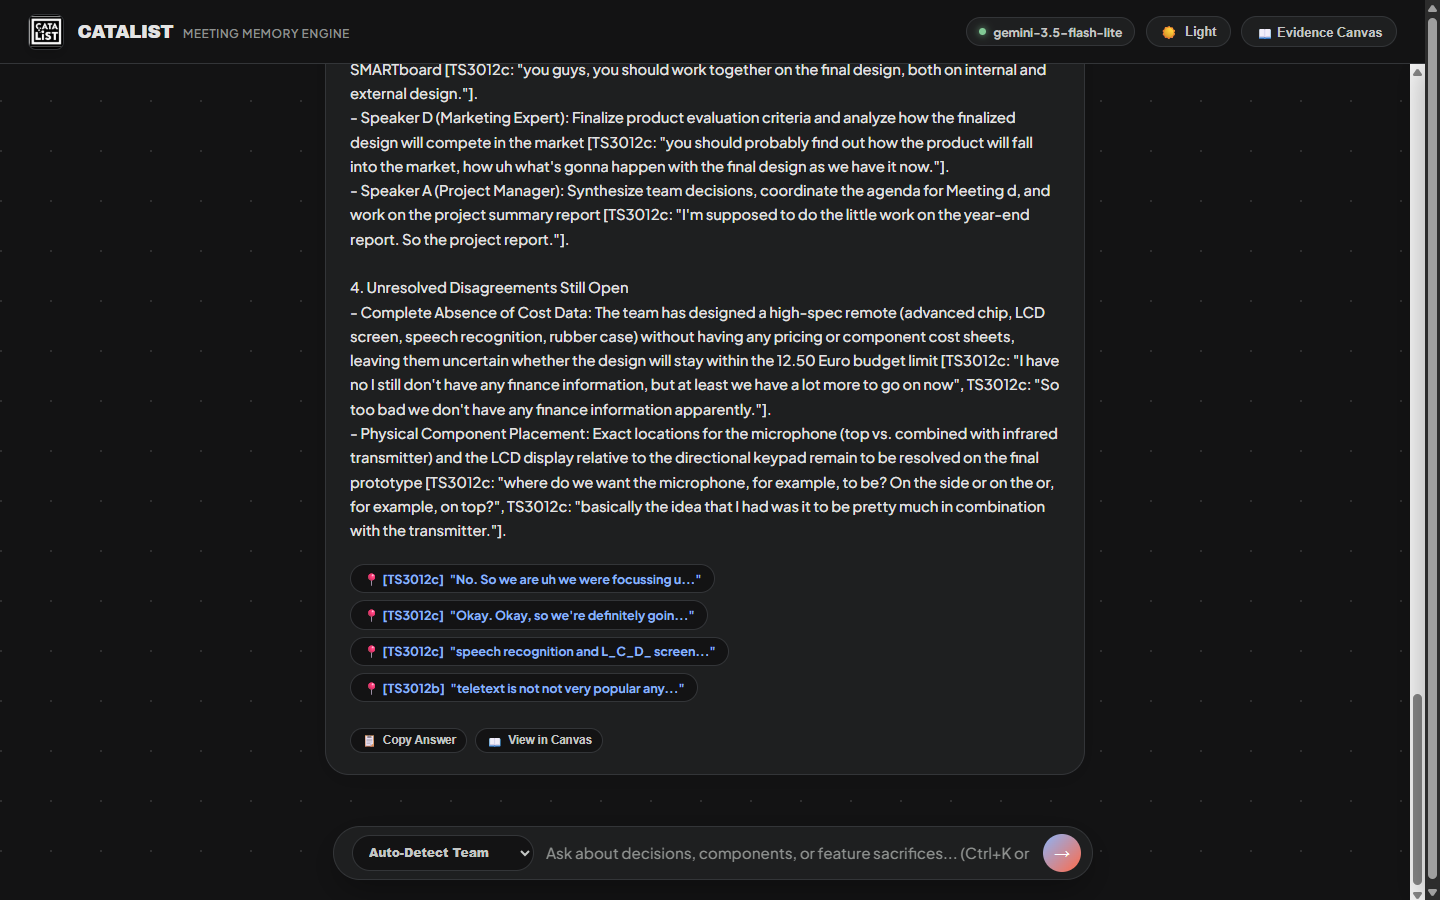 CATA
LIST
CATALIST MEETING MEMORY ENGINE
gemini-3.5-flash-lite
Light
Evidence Canvas
SMARTboard [TS3012c: "you guys, you should work together on the final design, both on internal and
external design."].
- Speaker D (Marketing Expert): Finalize product evaluation criteria and analyze how the finalized
design will compete in the market [TS3012c: "you should probably find out how the product will fall
into the market, how uh what's gonna happen with the final design as we have it now."].
- Speaker A (Project Manager): Synthesize team decisions, coordinate the agenda for Meeting d, and
work on the project summary report [TS3012c: "I'm supposed to do the little work on the year-end
report. So the project report."].
4. Unresolved Disagreements Still Open
- Complete Absence of Cost Data: The team has designed a high-spec remote (advanced chip, LCD
screen, speech recognition, rubber case) without having any pricing or component cost sheets,
leaving them uncertain whether the design will stay within the 12.50 Euro budget limit [TS3012c: "I have
no I still don't have any finance information, but at least we have a lot more to go on now", TS3012c: "So
too bad we don't have any finance information apparently."].
- Physical Component Placement: Exact locations for the microphone (top vs. combined with infrared
transmitter) and the LCD display relative to the directional keypad remain to be resolved on the final
prototype [TS3012c: "where do we want the microphone, for example, to be? On the side or on the or,
for example, on top?", TS3012c: "basically the idea that I had was it to be pretty much in combination
with the transmitter."].
[TS3012c] "No. So we are uh we were focussing u..."
[TS3012c] "Okay. Okay, so we're definitely goin..."
[TS3012c] "speech recognition and L_C_D_ screen..."
[TS3012b] "teletext is not not very popular any..."
Copy Answer
View in Canvas
Auto-Detect Team
Ask about decisions, components, or feature sacrifices... (Ctrl+K or